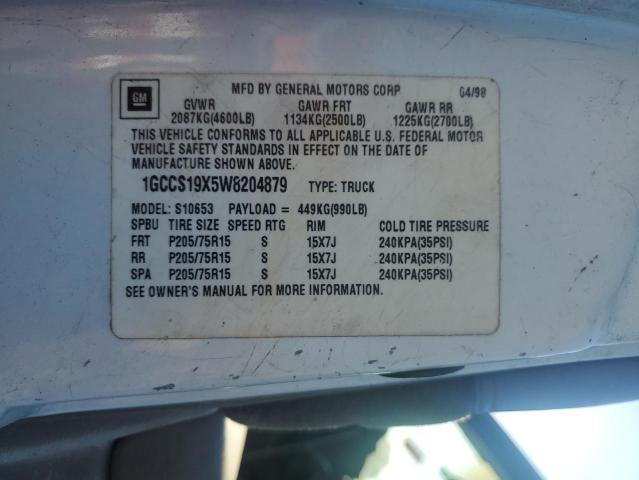 GM
MFD BY GENERAL MOTORS CORP 04/98
GVWR GAWR FRT GAWR RR
2087KG(4600LB) 1134KG(2500LB) 1225KG(2700LB)
THIS VEHICLE CONFORMS TO ALL APPLICABLE U.S. FEDERAL MOTOR
VEHICLE SAFETY STANDARDS IN EFFECT ON THE DATE OF
MANUFACTURE SHOWN ABOVE.
1GCCS19X5W8204879 TYPE: TRUCK
MODEL: S10653 PAYLOAD = 449KG(990LB)
SPBU TIRE SIZE SPEED RTG RIM COLD TIRE PRESSURE
FRT P205/75R15 S 15X7J 240KPA(35PSI)
RR P205/75R15 S 15X7J 240KPA(35PSI)
SPA P205/75R15 S 15X7J 240KPA(35PSI)
SEE OWNER'S MANUAL FOR MORE INFORMATION.